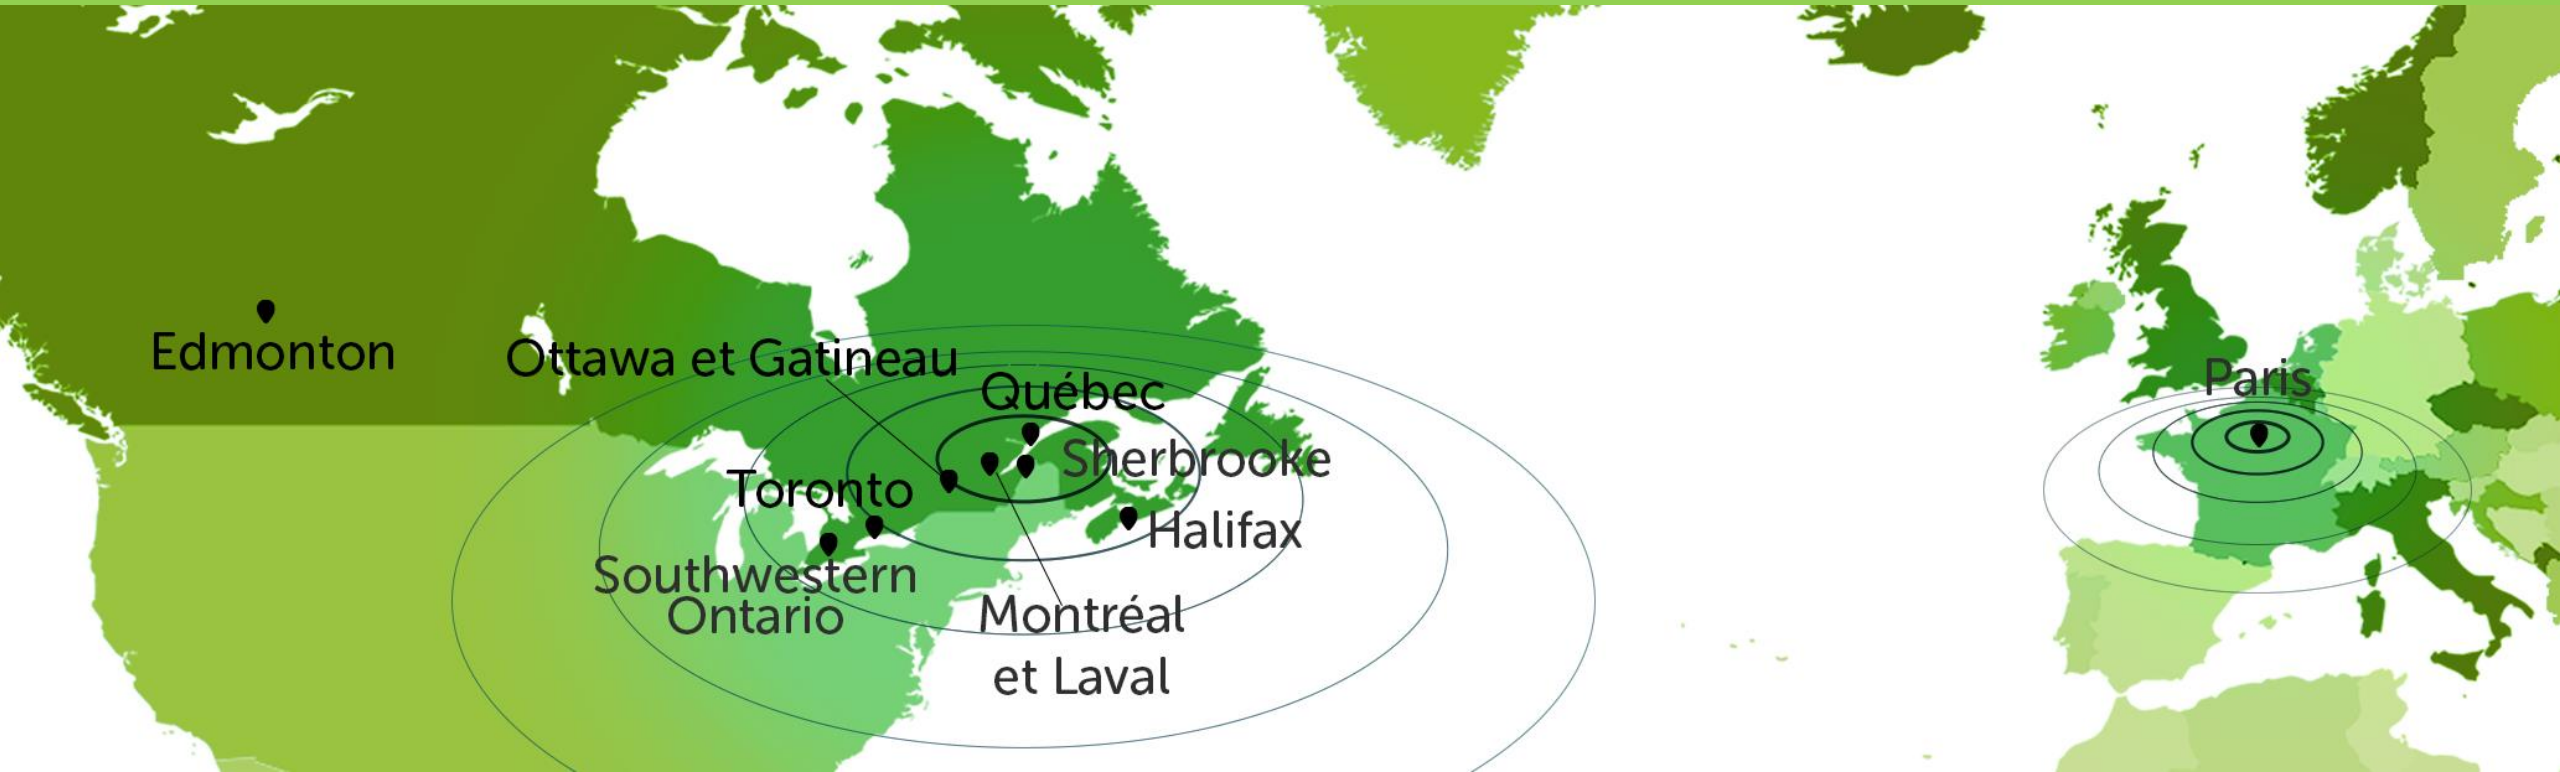 Edmonton
Ottawa et Gatineau
Québec
Paris
Sherbrooke
Toronto
Halifax
Southwestern
Ontario
Montréal
et Laval